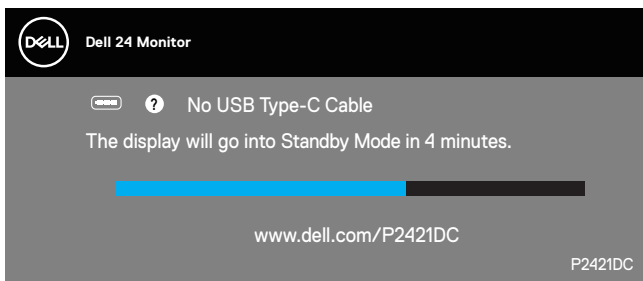 DELL
Dell 24 Monitor
? No USB Type-C Cable
The display will go into Standby Mode in 4 minutes.
www.dell.com/P2421DC
P2421DC